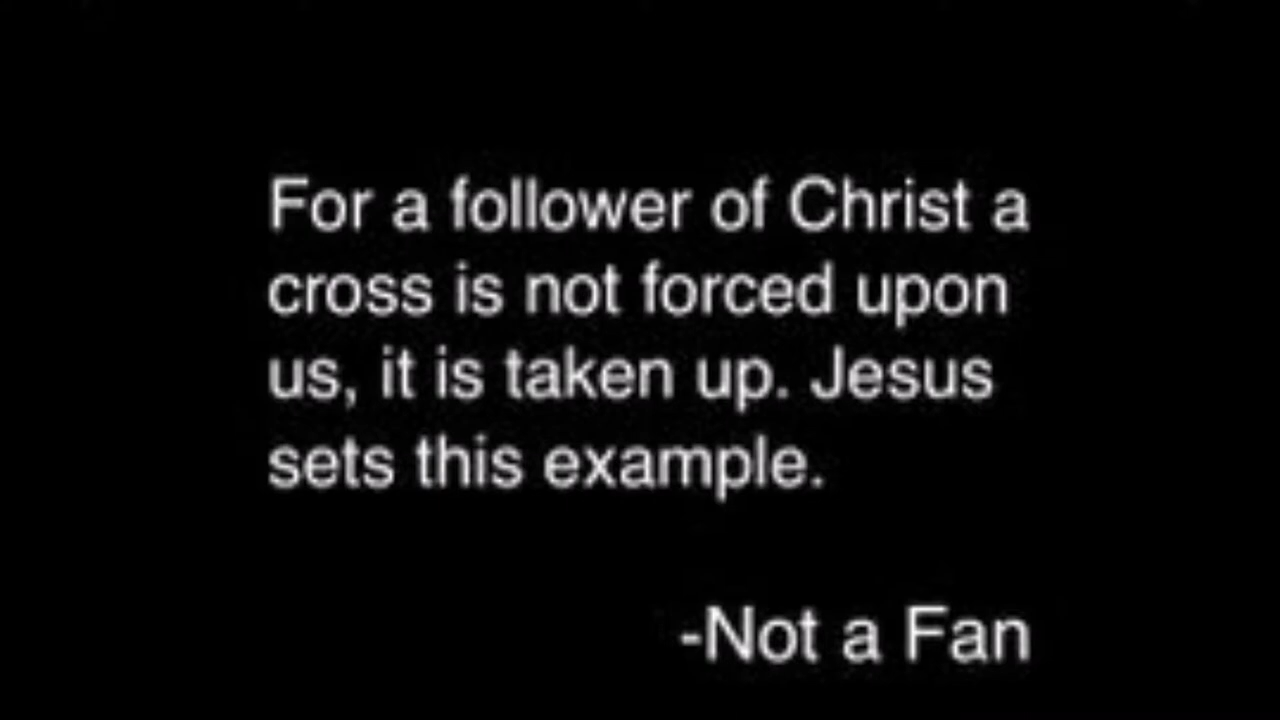 For a follower of Christ a
cross is not forced upon
us, it is taken up. Jesus
sets this example.
-Not a Fan